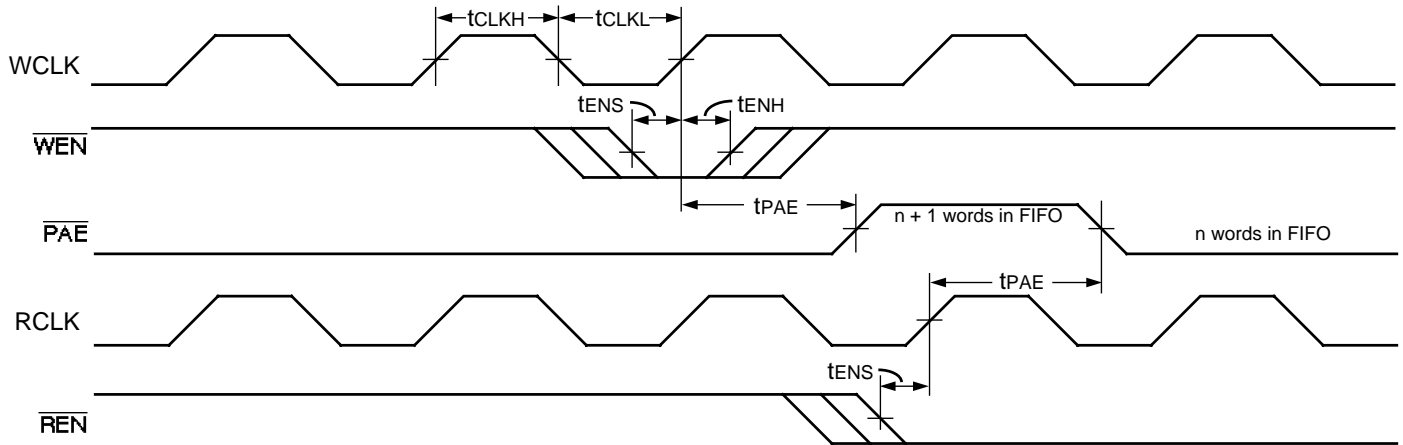 tCLKH tCLKL
WCLK
tENS tENH
WEN
tPAE
n + 1 words in FIFO
PAE
n words in FIFO
tPAE
RCLK
tENS
REN